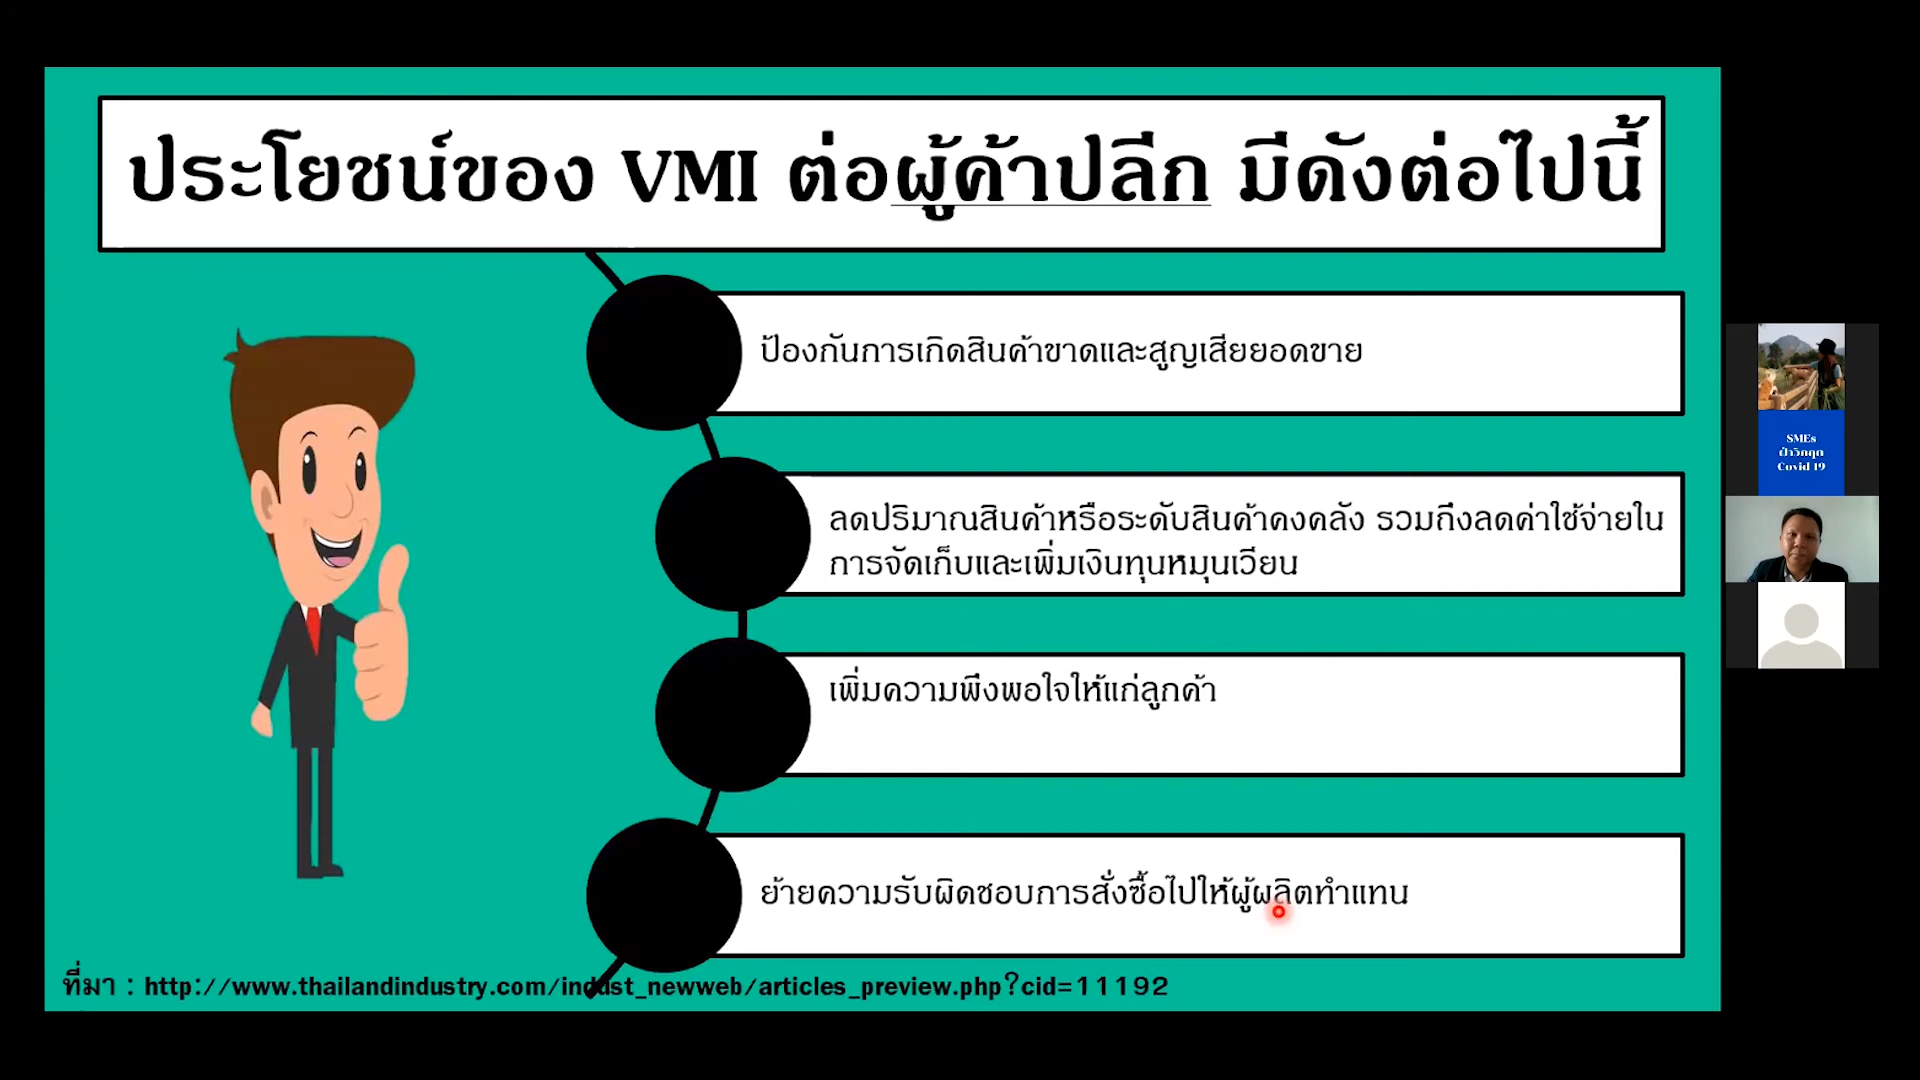 ประโยชน์ของ VMI ต่อผู้ค้าปลีก มีดังต่อไปนี้
ป้องกันการเกิดสินค้าขาดและสูญเสียยอดขาย
ลดปริมาณสินค้าหรือระดับสินค้าคงคลัง รวมถึงลดค่าใช้จ่ายใน
การจัดเก็บและเพิ่มเงินทุนหมุนเวียน
เพิ่มความพึงพอใจให้แก่ลูกค้า
ย้ายความรับผิดชอบการสั่งซื้อไปให้ผู้ผลิตทำแทน
ที่มา : http://www.thailandindustry.com/indust_newweb/articles_preview.php?cid=11192
SMEs
ฝ่าวิกฤต
Covid 19